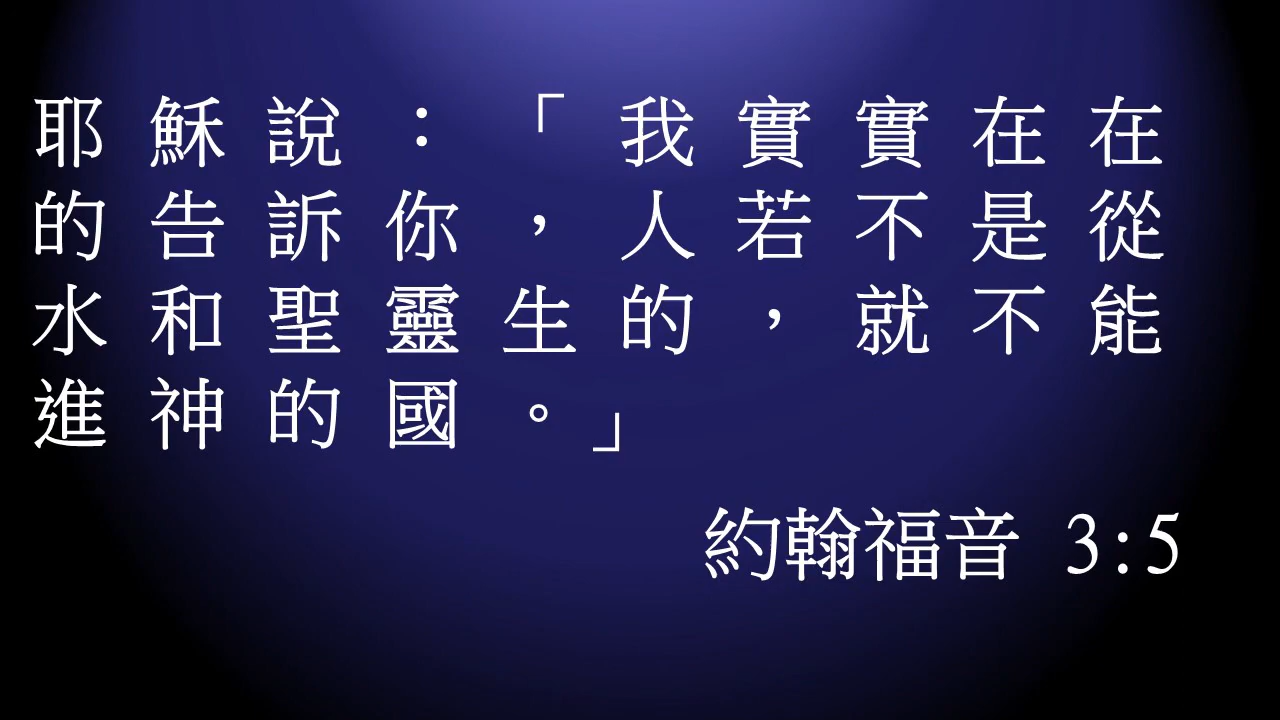 耶穌說：「我實實在在
的告訴你，人若不是從
水和聖靈生的，就不能
進神的國。」
約翰福音 3:5